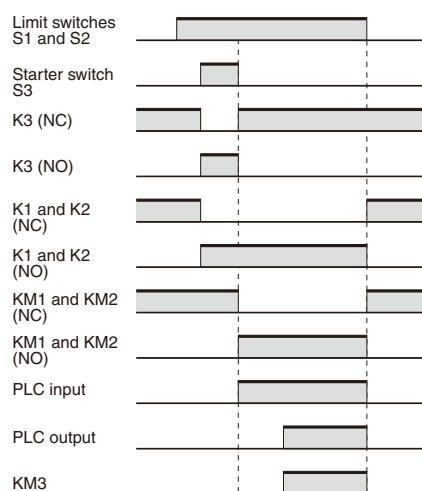 Limit switches
S1 and S2
Starter switch
S3
K3 (NC)
K3 (NO)
K1 and K2
(NC)
K1 and K2
(NO)
KM1 and KM2
(NC)
KM1 and KM2
(NO)
PLC input
PLC output
KM3